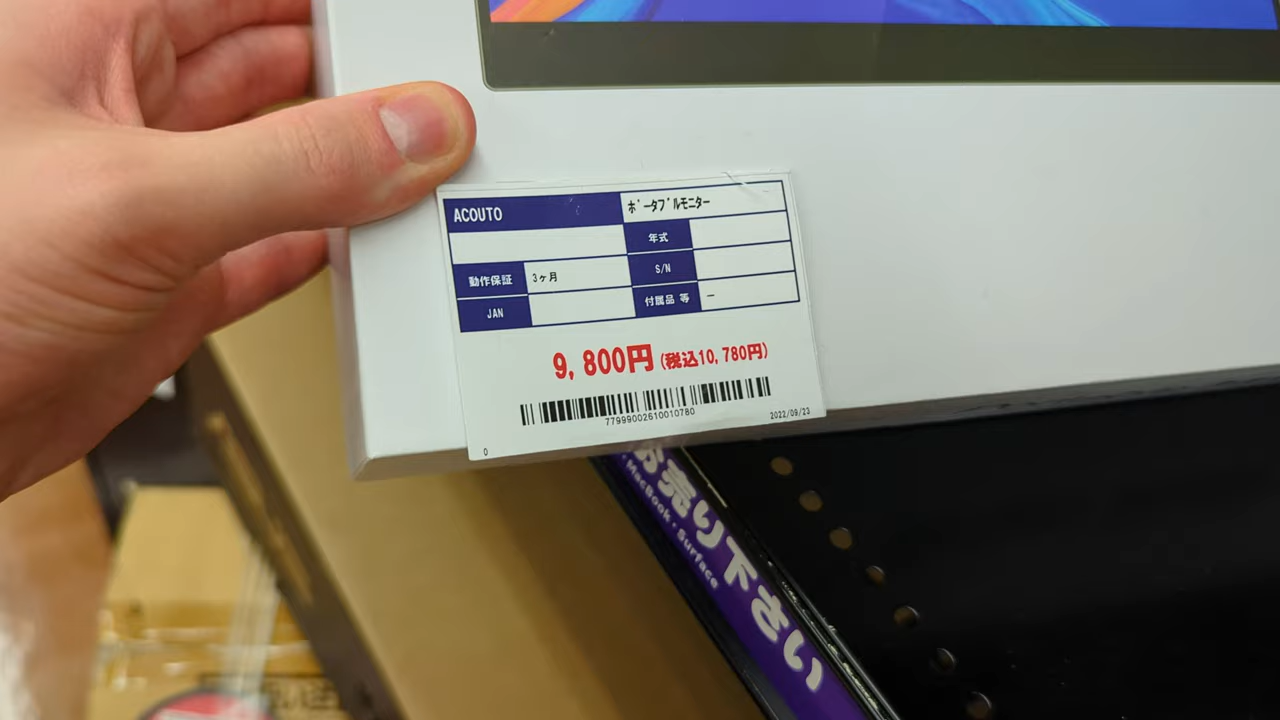 ACOUTO
ﾎﾟｰﾀﾌﾞﾙﾓﾆﾀｰ
年式
動作保証 3ヶ月
S/N
JAN
付属品 等 ー
9,800円(税込10,780円)
77999002610010780
2022/09/23
0
お売り下さい
MacBook・Surface